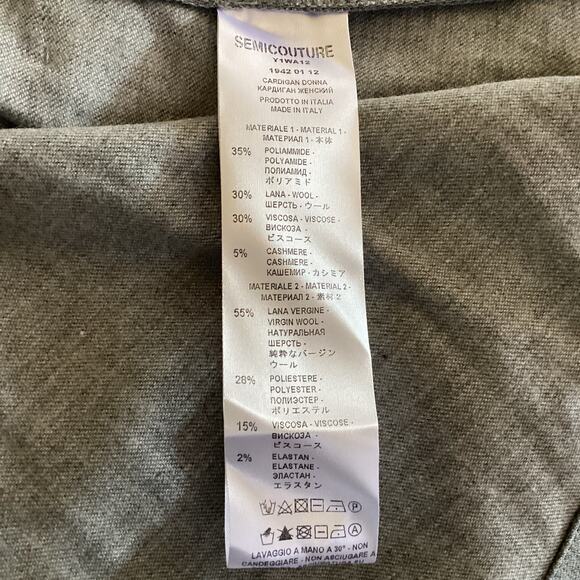 SEMICOUTURE
Y1WA12
1942 01 12
CARDIGAN DONNA
КАРДИГАН ЖЕНСКИЙ
PRODOTTO IN ITALIA
MADE IN ITALY
MATERIALE 1 - MATERIAL 1 -
МАТЕРИАЛ 1 - 本体
35% POLIAMMIDE -
POLYAMIDE -
ПОЛИАМИД -
ポリアミド
30% LANA - WOOL -
ШЕРСТЬ - ウール
30% VISCOSA - VISCOSE -
ВИСКОЗА -
ビスコース
5% CASHMERE -
CASHMERE -
КАШЕМИР - カシミア
MATERIALE 2 - MATERIAL 2 -
МАТЕРИАЛ 2 - 素材 2
55% LANA VERGINE -
VIRGIN WOOL -
НАТУРАЛЬНАЯ
ШЕРСТЬ -
純粋なバージン
ウール
28% POLIESTERE -
POLYESTER -
ПОЛИЭСТЕР -
ポリエステル
15% VISCOSA - VISCOSE -
ВИСКОЗА -
ビスコース
2% ELASTAN -
ELASTANE -
ЭЛАСТАН -
エラスタン
P
A
LAVAGGIO A MANO A 30° - NON
CANDEGGIARE - NON ASCIUGARE A